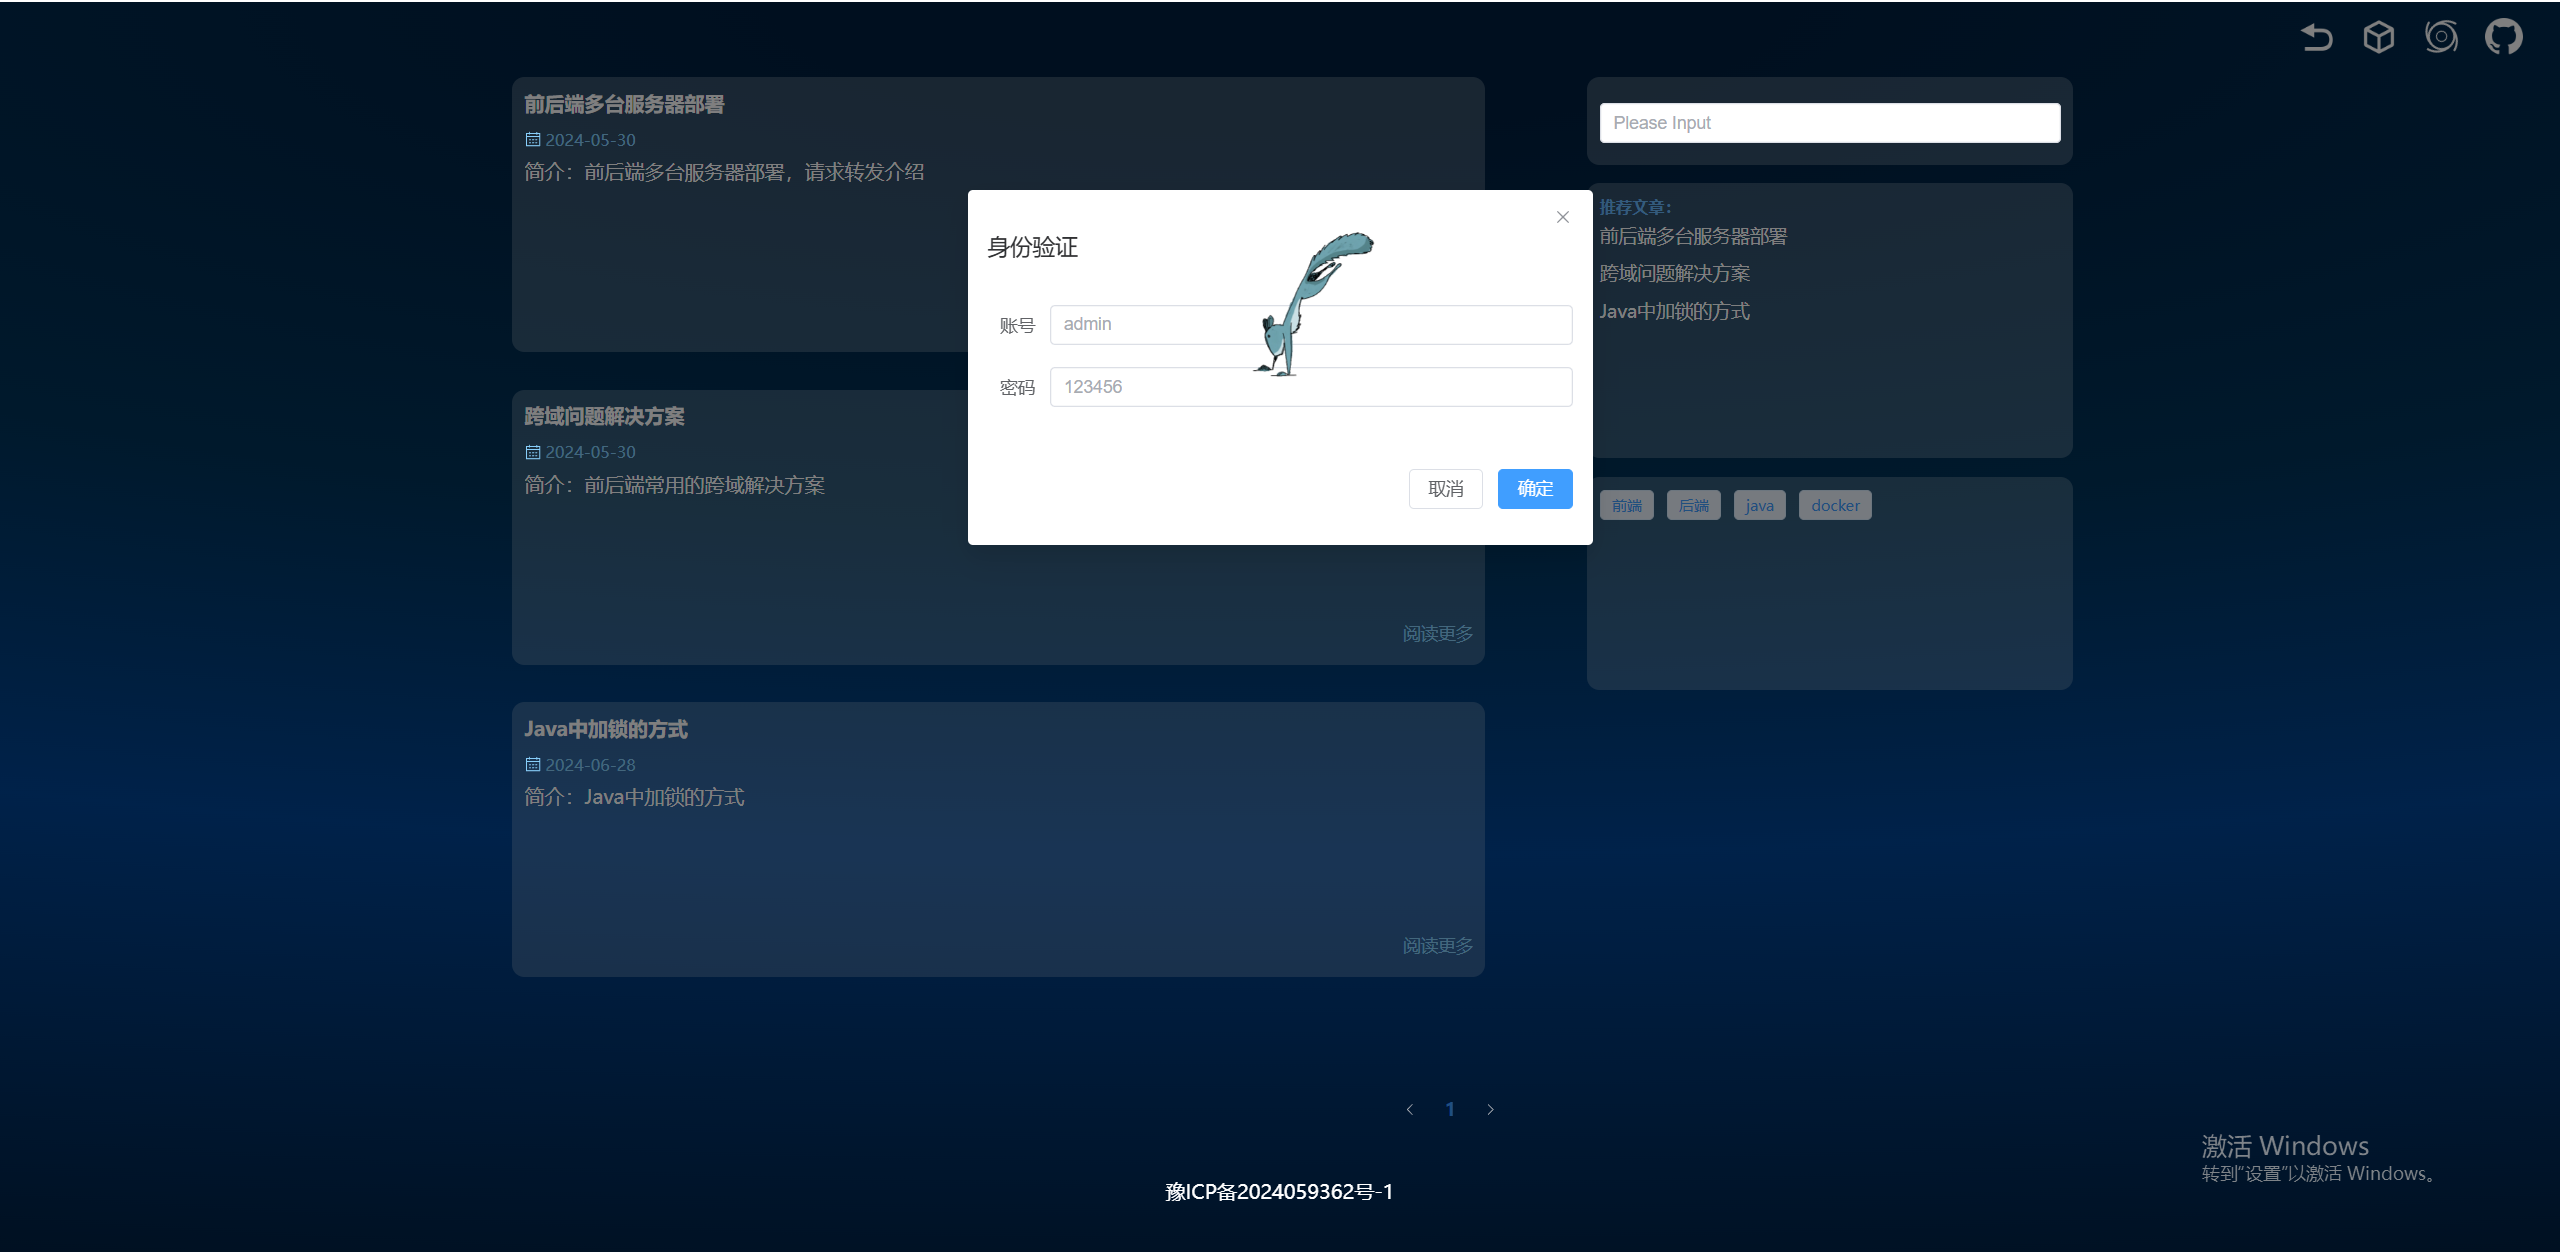 前后端多台服务器部署
2024-05-30
简介：前后端多台服务器部署，请求转发介绍
跨域问题解决方案
2024-05-30
简介：前后端常用的跨域解决方案
阅读更多
Java中加锁的方式
2024-06-28
简介：Java中加锁的方式
阅读更多
身份验证
账号 admin
密码 123456
取消 确定
Please Input
推荐文章：
前后端多台服务器部署
跨域问题解决方案
Java中加锁的方式
前端 后端 java docker
1
豫ICP备2024059362号-1
激活 Windows
转到"设置"以激活 Windows。